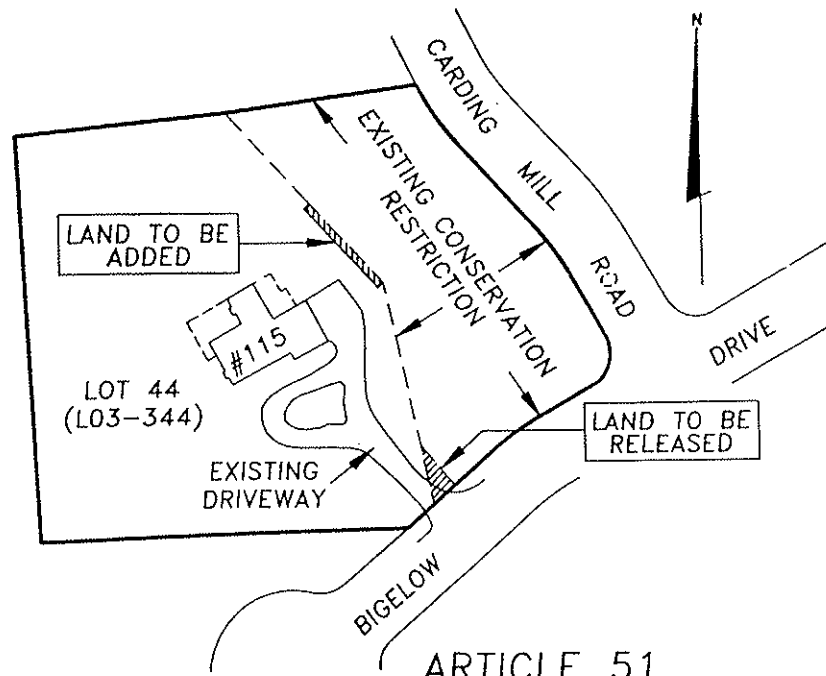 N
CARDING MILL ROAD
EXISTING CONSERVATION
RESTRICTION
LAND TO BE
ADDED
#115
DRIVE
LOT 44
(L03-344)
LAND TO BE
RELEASED
EXISTING
DRIVEWAY
BIGELOW
ARTICLE 51